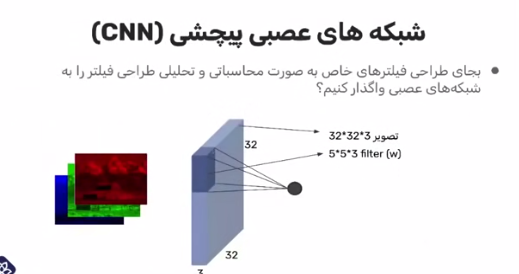 شبکه های عصبی پیچشی (CNN)
بجای طراحی فیلترهای خاص به صورت محاسباتی و تحلیلی طراحی فیلتر را به
شبکه‌های عصبی واگذار کنیم؟
تصویر 32*32*3
5*5*3 filter (w)
32
32
3